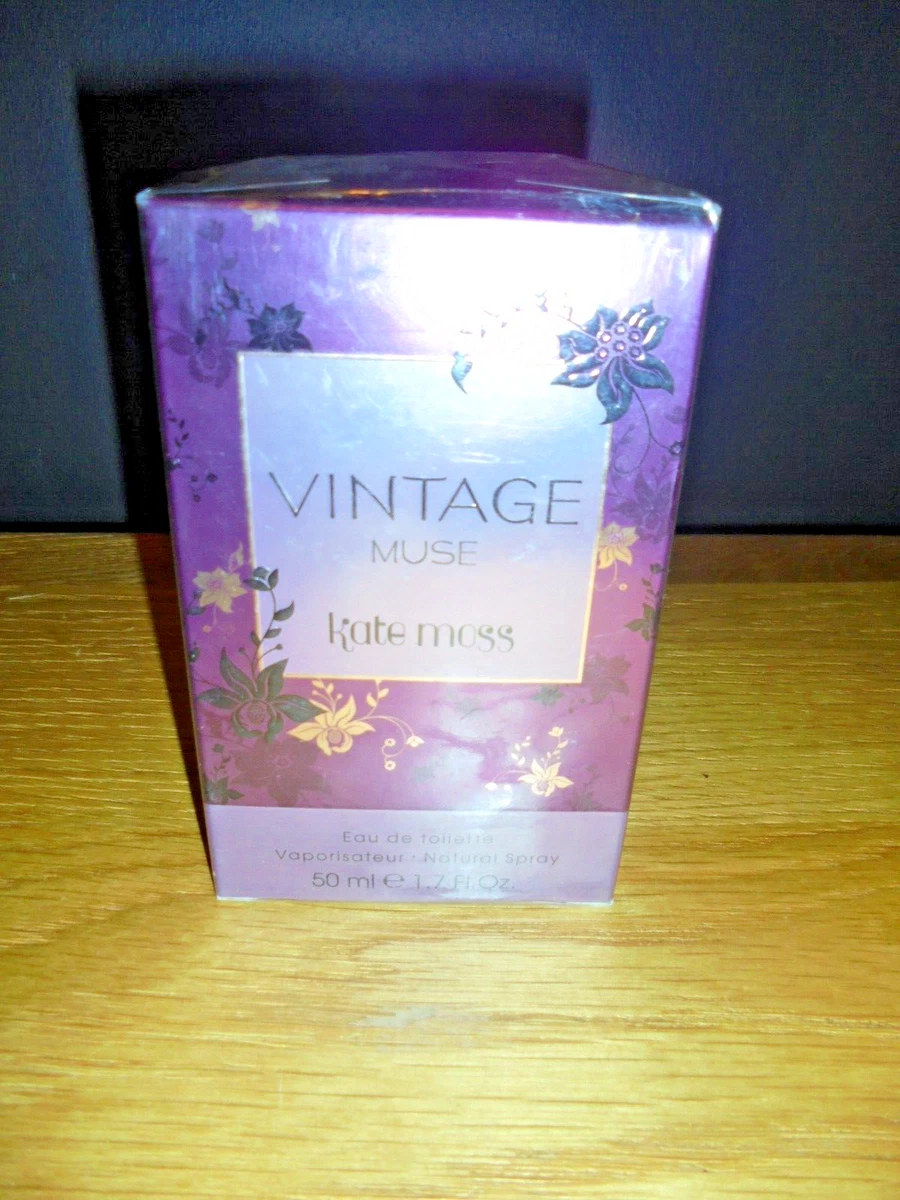 VINTAGE
MUSE
kate moss
Eau de toilette
Vaporisateur · Natural Spray
50 ml ℮ 1.7 Fl.Oz.